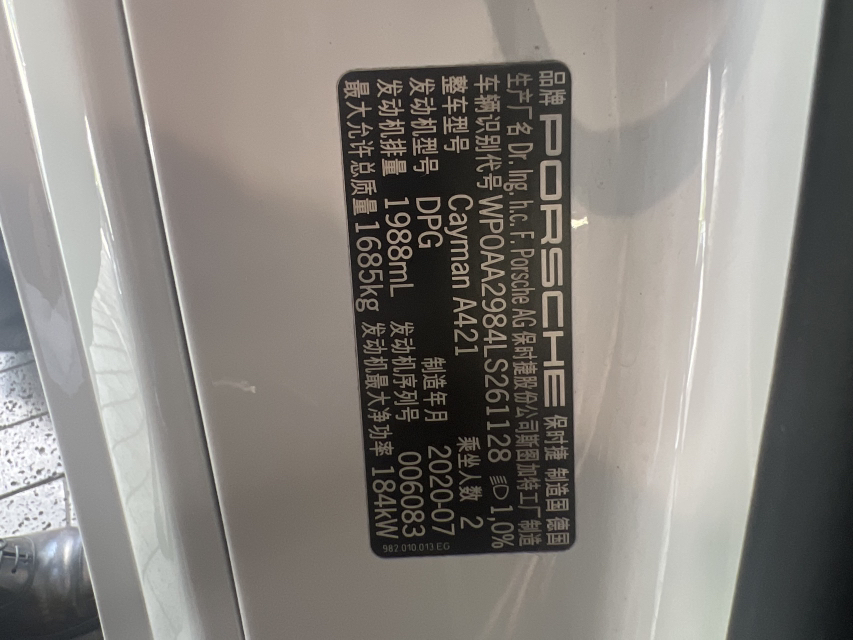 品牌 PORSCHE 保时捷 制造国 德国
生产厂名 Dr. Ing. h.c. F. Porsche AG 保时捷股份公司斯图加特工厂制造
车辆识别代号 WP0AA2984LS261128 1,0%
整车型号 Cayman A421 乘坐人数 2
发动机型号 DPG 制造年月 2020-07
发动机排量 1988mL 发动机序列号 006083
最大允许总质量 1685kg 发动机最大净功率 184kW
982.010.013.EG